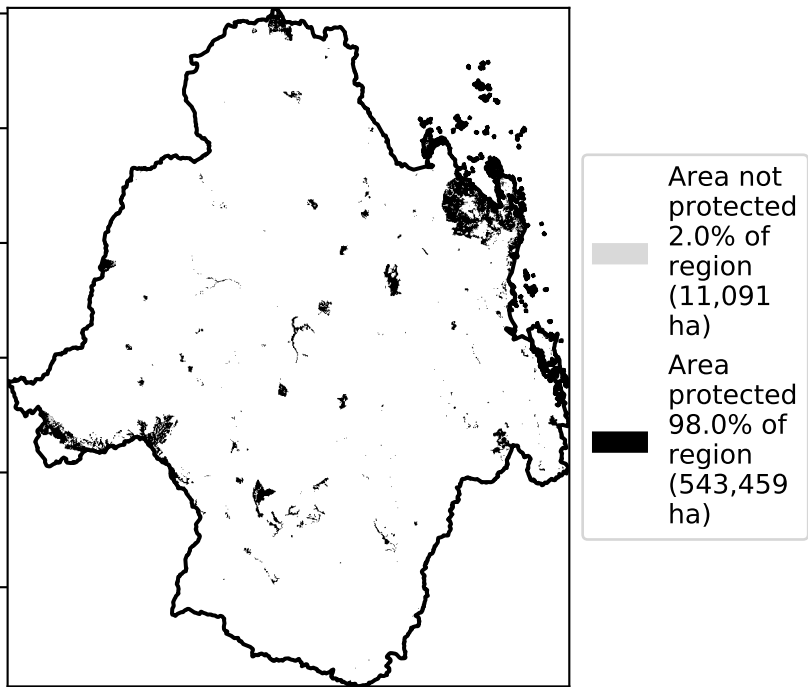 Area not
protected
2.0% of
region
(11,091
ha)
Area
protected
98.0% of
region
(543,459
ha)